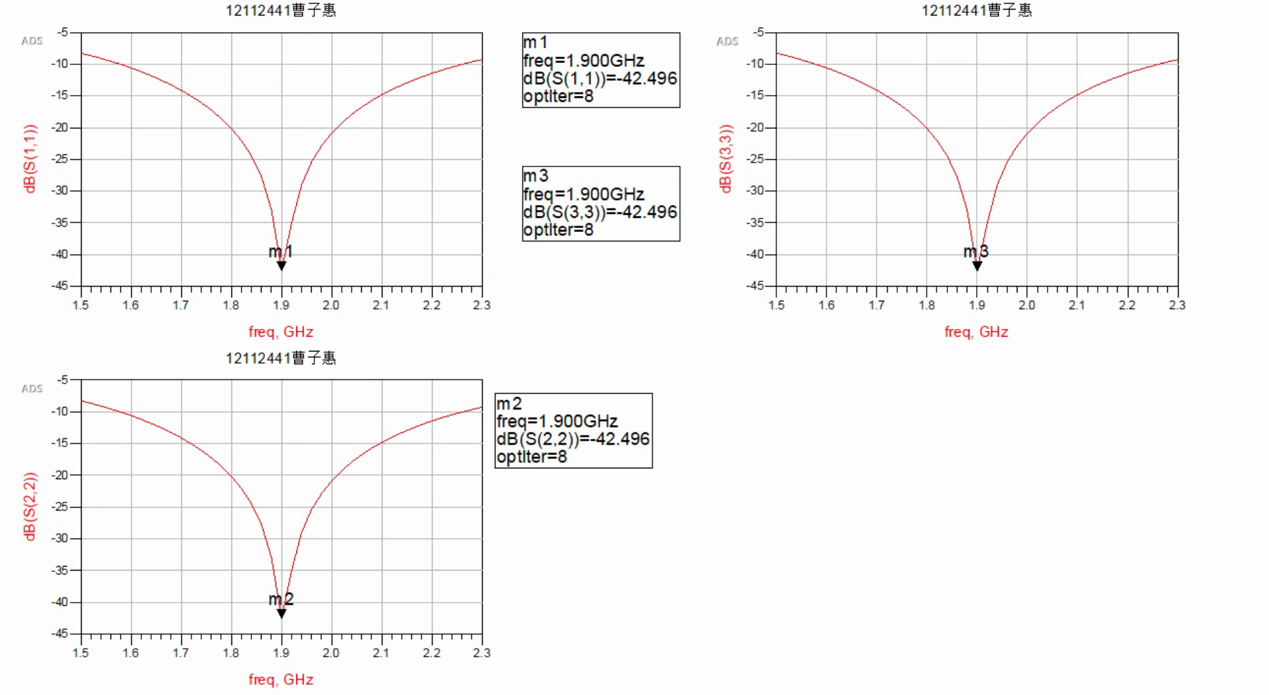 12112441曹子惠
ADS
-5
-10
-15
-20
-25
-30
-35
-40
-45
dB(S(1,1))
m1
1.5 1.6 1.7 1.8 1.9 2.0 2.1 2.2 2.3
freq, GHz
m1
freq=1.900GHz
dB(S(1,1))=-42.496
optIter=8
m3
freq=1.900GHz
dB(S(3,3))=-42.496
optIter=8
12112441曹子惠
ADS
-5
-10
-15
-20
-25
-30
-35
-40
-45
dB(S(3,3))
m3
1.5 1.6 1.7 1.8 1.9 2.0 2.1 2.2 2.3
freq, GHz
12112441曹子惠
ADS
-5
-10
-15
-20
-25
-30
-35
-40
-45
dB(S(2,2))
m2
1.5 1.6 1.7 1.8 1.9 2.0 2.1 2.2 2.3
freq, GHz
m2
freq=1.900GHz
dB(S(2,2))=-42.496
optIter=8